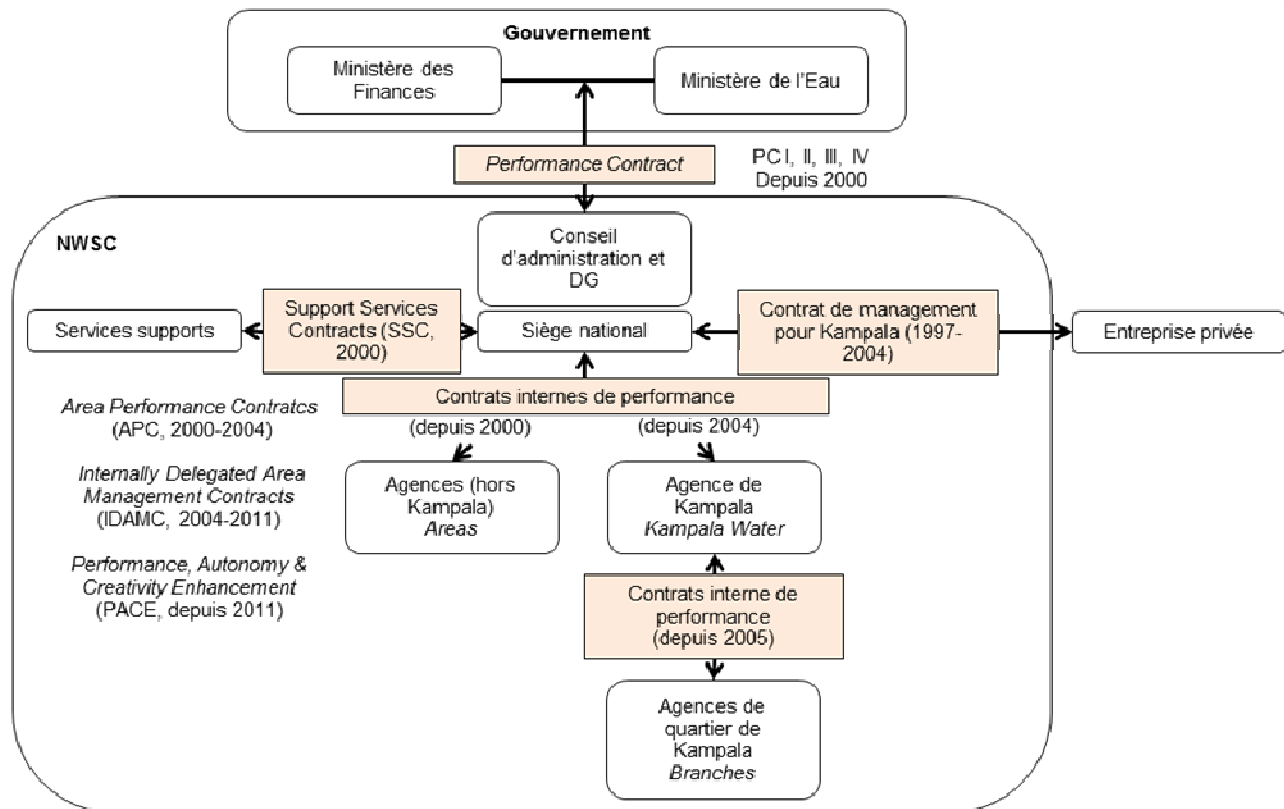 Gouvernement
Ministère des
Finances
Ministère de l'Eau
Performance Contract
PC I, II, III, IV
Depuis 2000
NWSC
Conseil
d'administration et
DG
Services supports
Support Services
Contracts (SSC,
2000)
Siège national
Contrat de management
pour Kampala (1997-
2004)
Entreprise privée
Contrats internes de performance
(depuis 2000)
(depuis 2004)
Area Performance Contratcs
(APC, 2000-2004)
Internally Delegated Area
Management Contracts
(IDAMC, 2004-2011)
Performance, Autonomy &
Creativity Enhancement
(PACE, depuis 2011)
Agences (hors
Kampala)
Areas
Agence de
Kampala
Kampala Water
Contrats interne de
performance
(depuis 2005)
Agences de
quartier de
Kampala
Branches